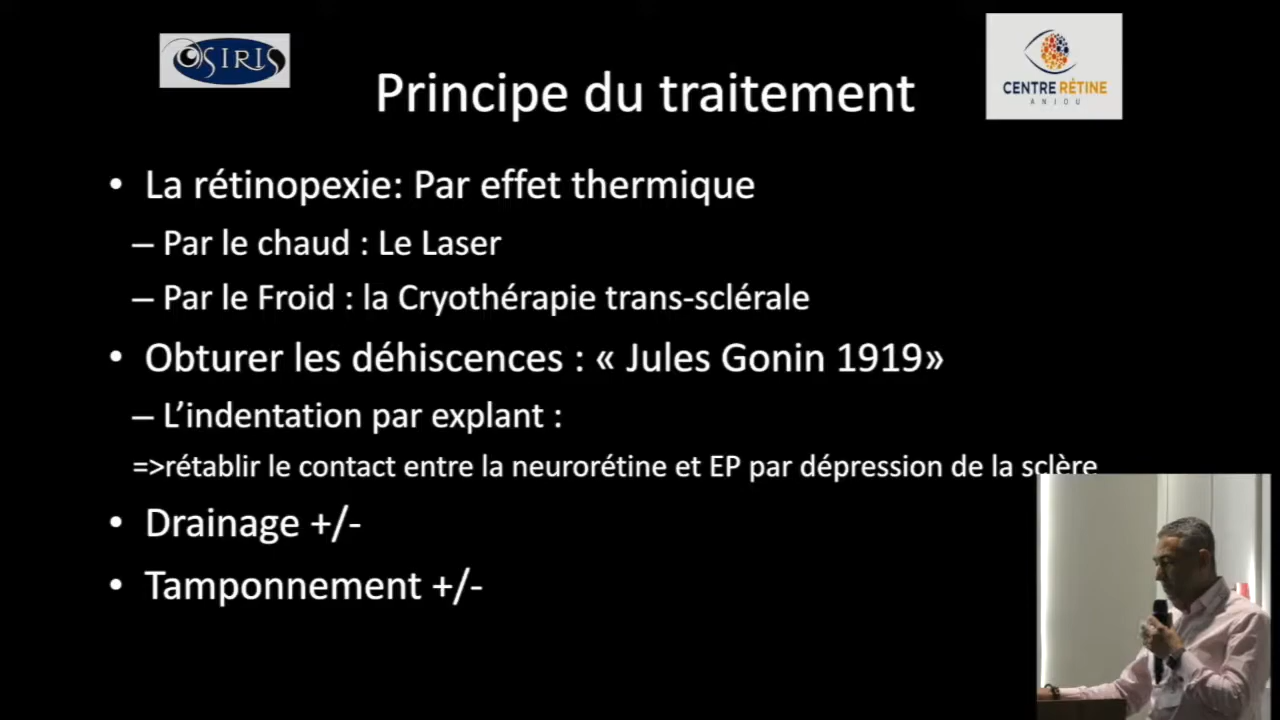 OSIRIS
CENTRE RÉTINE
ANJOU
Principe du traitement
• La rétinopexie: Par effet thermique
– Par le chaud : Le Laser
– Par le Froid : la Cryothérapie trans-sclérale
• Obturer les déhiscences : « Jules Gonin 1919»
– L’indentation par explant :
=>rétablir le contact entre la neurorétine et EP par dépression de la sclère
• Drainage +/-
• Tamponnement +/-